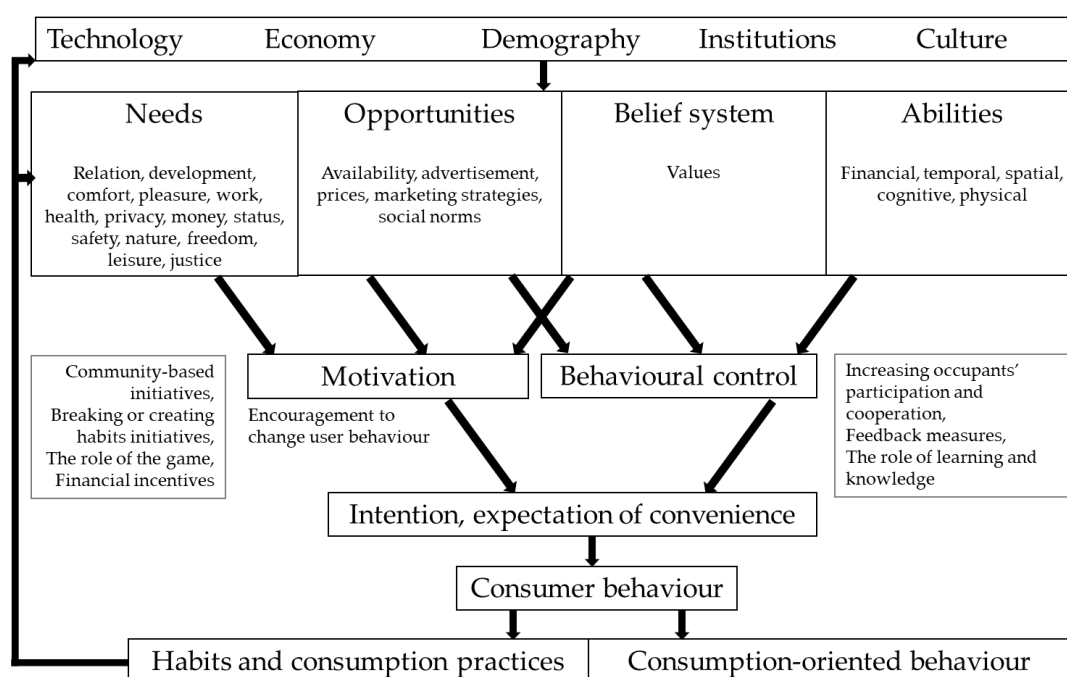 Technology Economy Demography Institutions Culture
Needs
Relation, development,
comfort, pleasure, work,
health, privacy, money, status,
safety, nature, freedom,
leisure, justice
Opportunities
Availability, advertisement,
prices, marketing strategies,
social norms
Belief system
Values
Abilities
Financial, temporal, spatial,
cognitive, physical
Community-based
initiatives,
Breaking or creating
habits initiatives,
The role of the game,
Financial incentives
Motivation
Encouragement to
change user behaviour
Behavioural control
Increasing occupants’
participation and
cooperation,
Feedback measures,
The role of learning and
knowledge
Intention, expectation of convenience
Consumer behaviour
Habits and consumption practices
Consumption-oriented behaviour